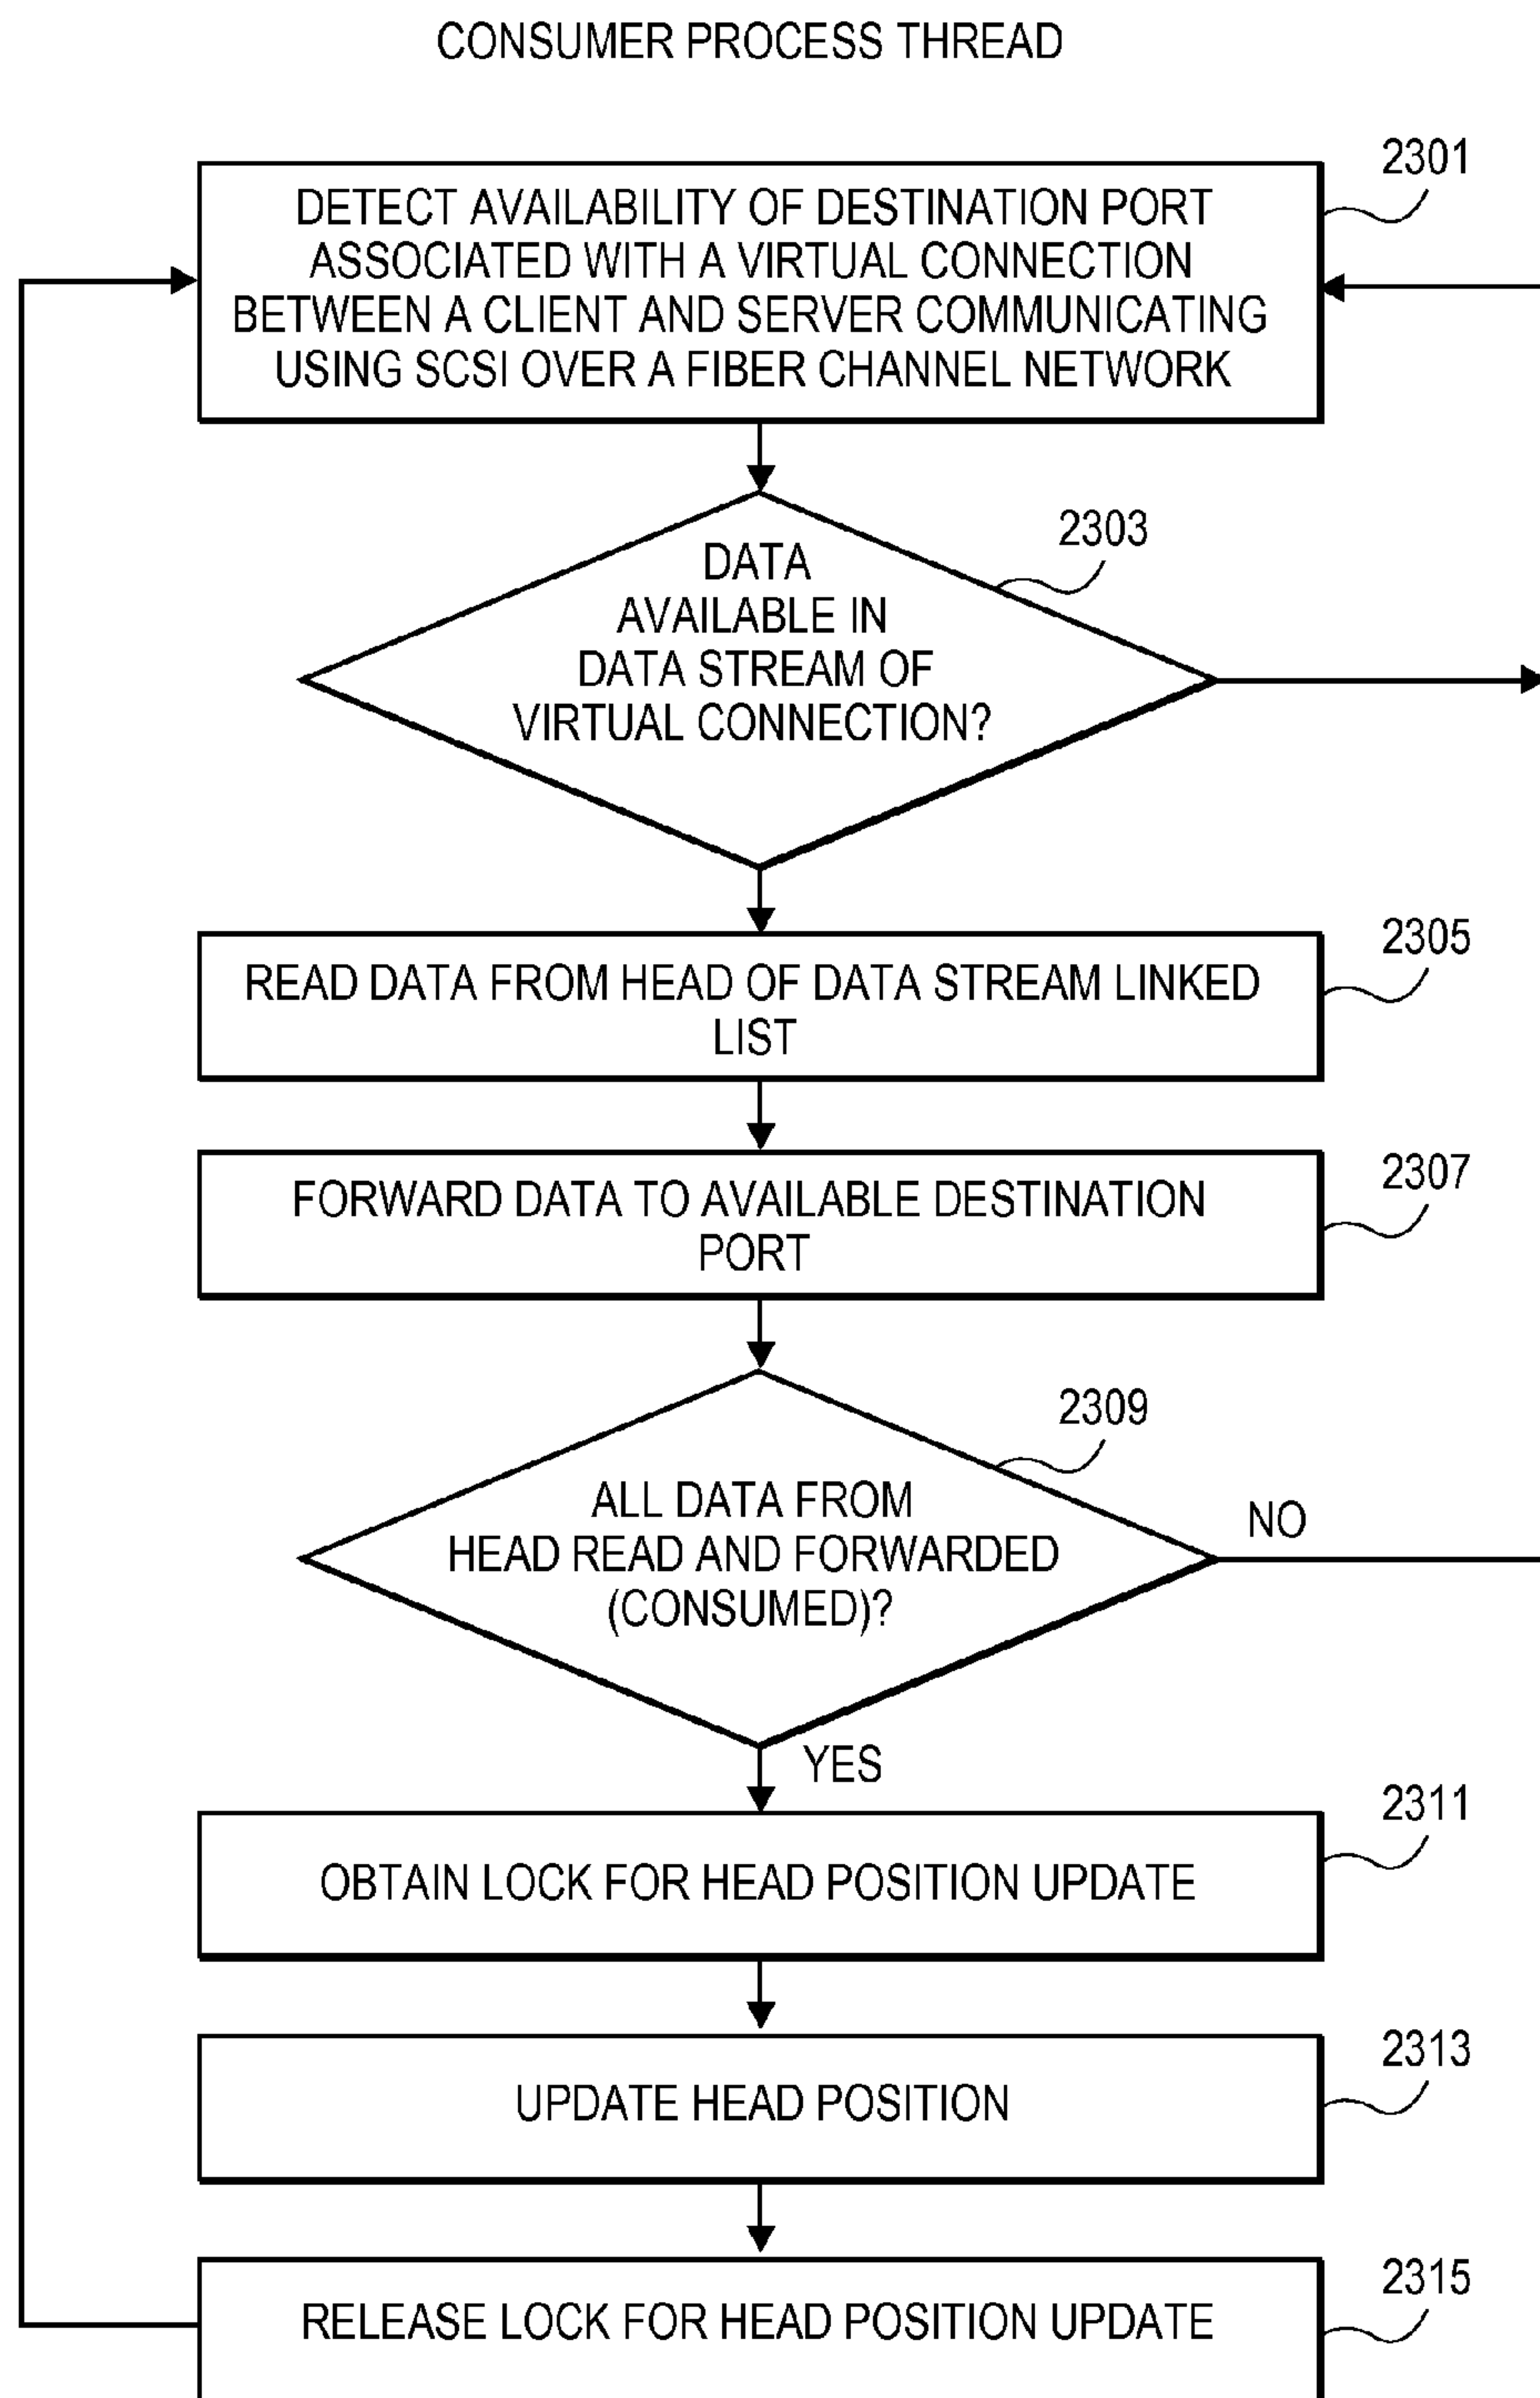 CONSUMER PROCESS THREAD
2301
DETECT AVAILABILITY OF DESTINATION PORT
ASSOCIATED WITH A VIRTUAL CONNECTION
BETWEEN A CLIENT AND SERVER COMMUNICATING
USING SCSI OVER A FIBER CHANNEL NETWORK
2303
DATA
AVAILABLE IN
DATA STREAM OF
VIRTUAL CONNECTION?
2305
READ DATA FROM HEAD OF DATA STREAM LINKED
LIST
2307
FORWARD DATA TO AVAILABLE DESTINATION
PORT
2309
ALL DATA FROM
HEAD READ AND FORWARDED
(CONSUMED)?
NO
YES
2311
OBTAIN LOCK FOR HEAD POSITION UPDATE
2313
UPDATE HEAD POSITION
2315
RELEASE LOCK FOR HEAD POSITION UPDATE